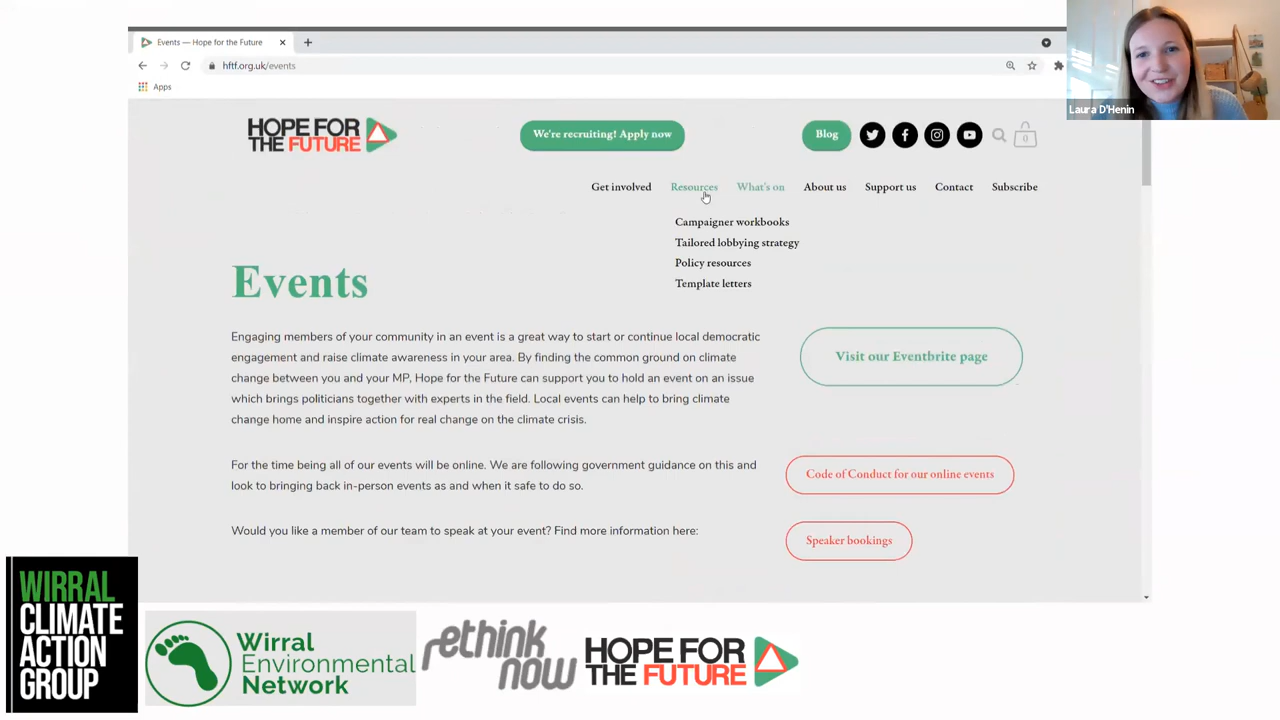 Events — Hope for the Future
hftf.org.uk/events
Apps
Laura D'Henin
HOPE FOR
THE FUTURE
We're recruiting! Apply now
Blog
0
Get involved Resources What's on About us Support us Contact Subscribe
Campaigner workbooks
Tailored lobbying strategy
Policy resources
Template letters
Events
Engaging members of your community in an event is a great way to start or continue local democratic
engagement and raise climate awareness in your area. By finding the common ground on climate
change between you and your MP, Hope for the Future can support you to hold an event on an issue
which brings politicians together with experts in the field. Local events can help to bring climate
change home and inspire action for real change on the climate crisis.
For the time being all of our events will be online. We are following government guidance on this and
look to bringing back in-person events as and when it safe to do so.
Would you like a member of our team to speak at your event? Find more information here:
Visit our Eventbrite page
Code of Conduct for our online events
Speaker bookings
WIRRAL
CLIMATE
ACTION
GROUP
Wirral
Environmental
Network
rethink
now
HOPE FOR
THE FUTURE